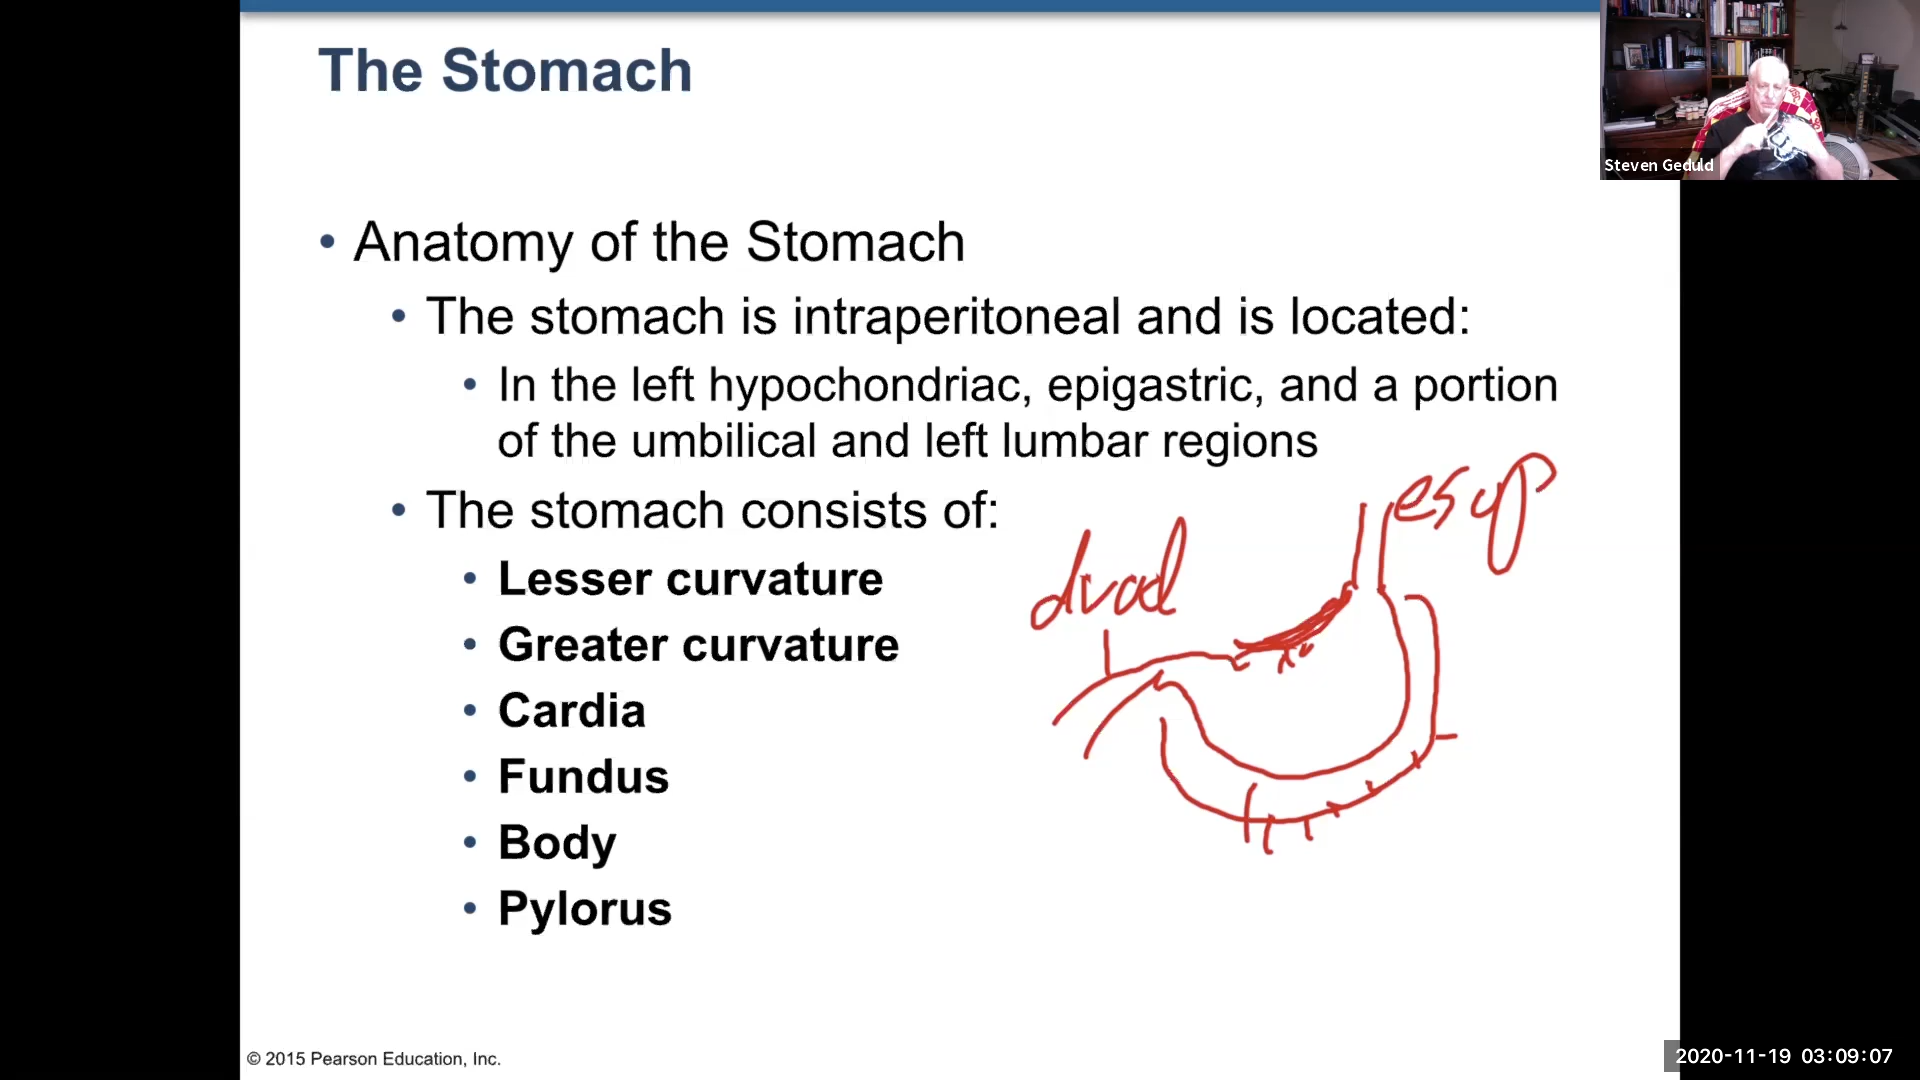 The Stomach
Steven Geduld
• Anatomy of the Stomach
• The stomach is intraperitoneal and is located:
• In the left hypochondriac, epigastric, and a portion
of the umbilical and left lumbar regions
• The stomach consists of:
esop
duod
• Lesser curvature
• Greater curvature
• Cardia
• Fundus
• Body
• Pylorus
© 2015 Pearson Education, Inc.
2020-11-19 03:09:07